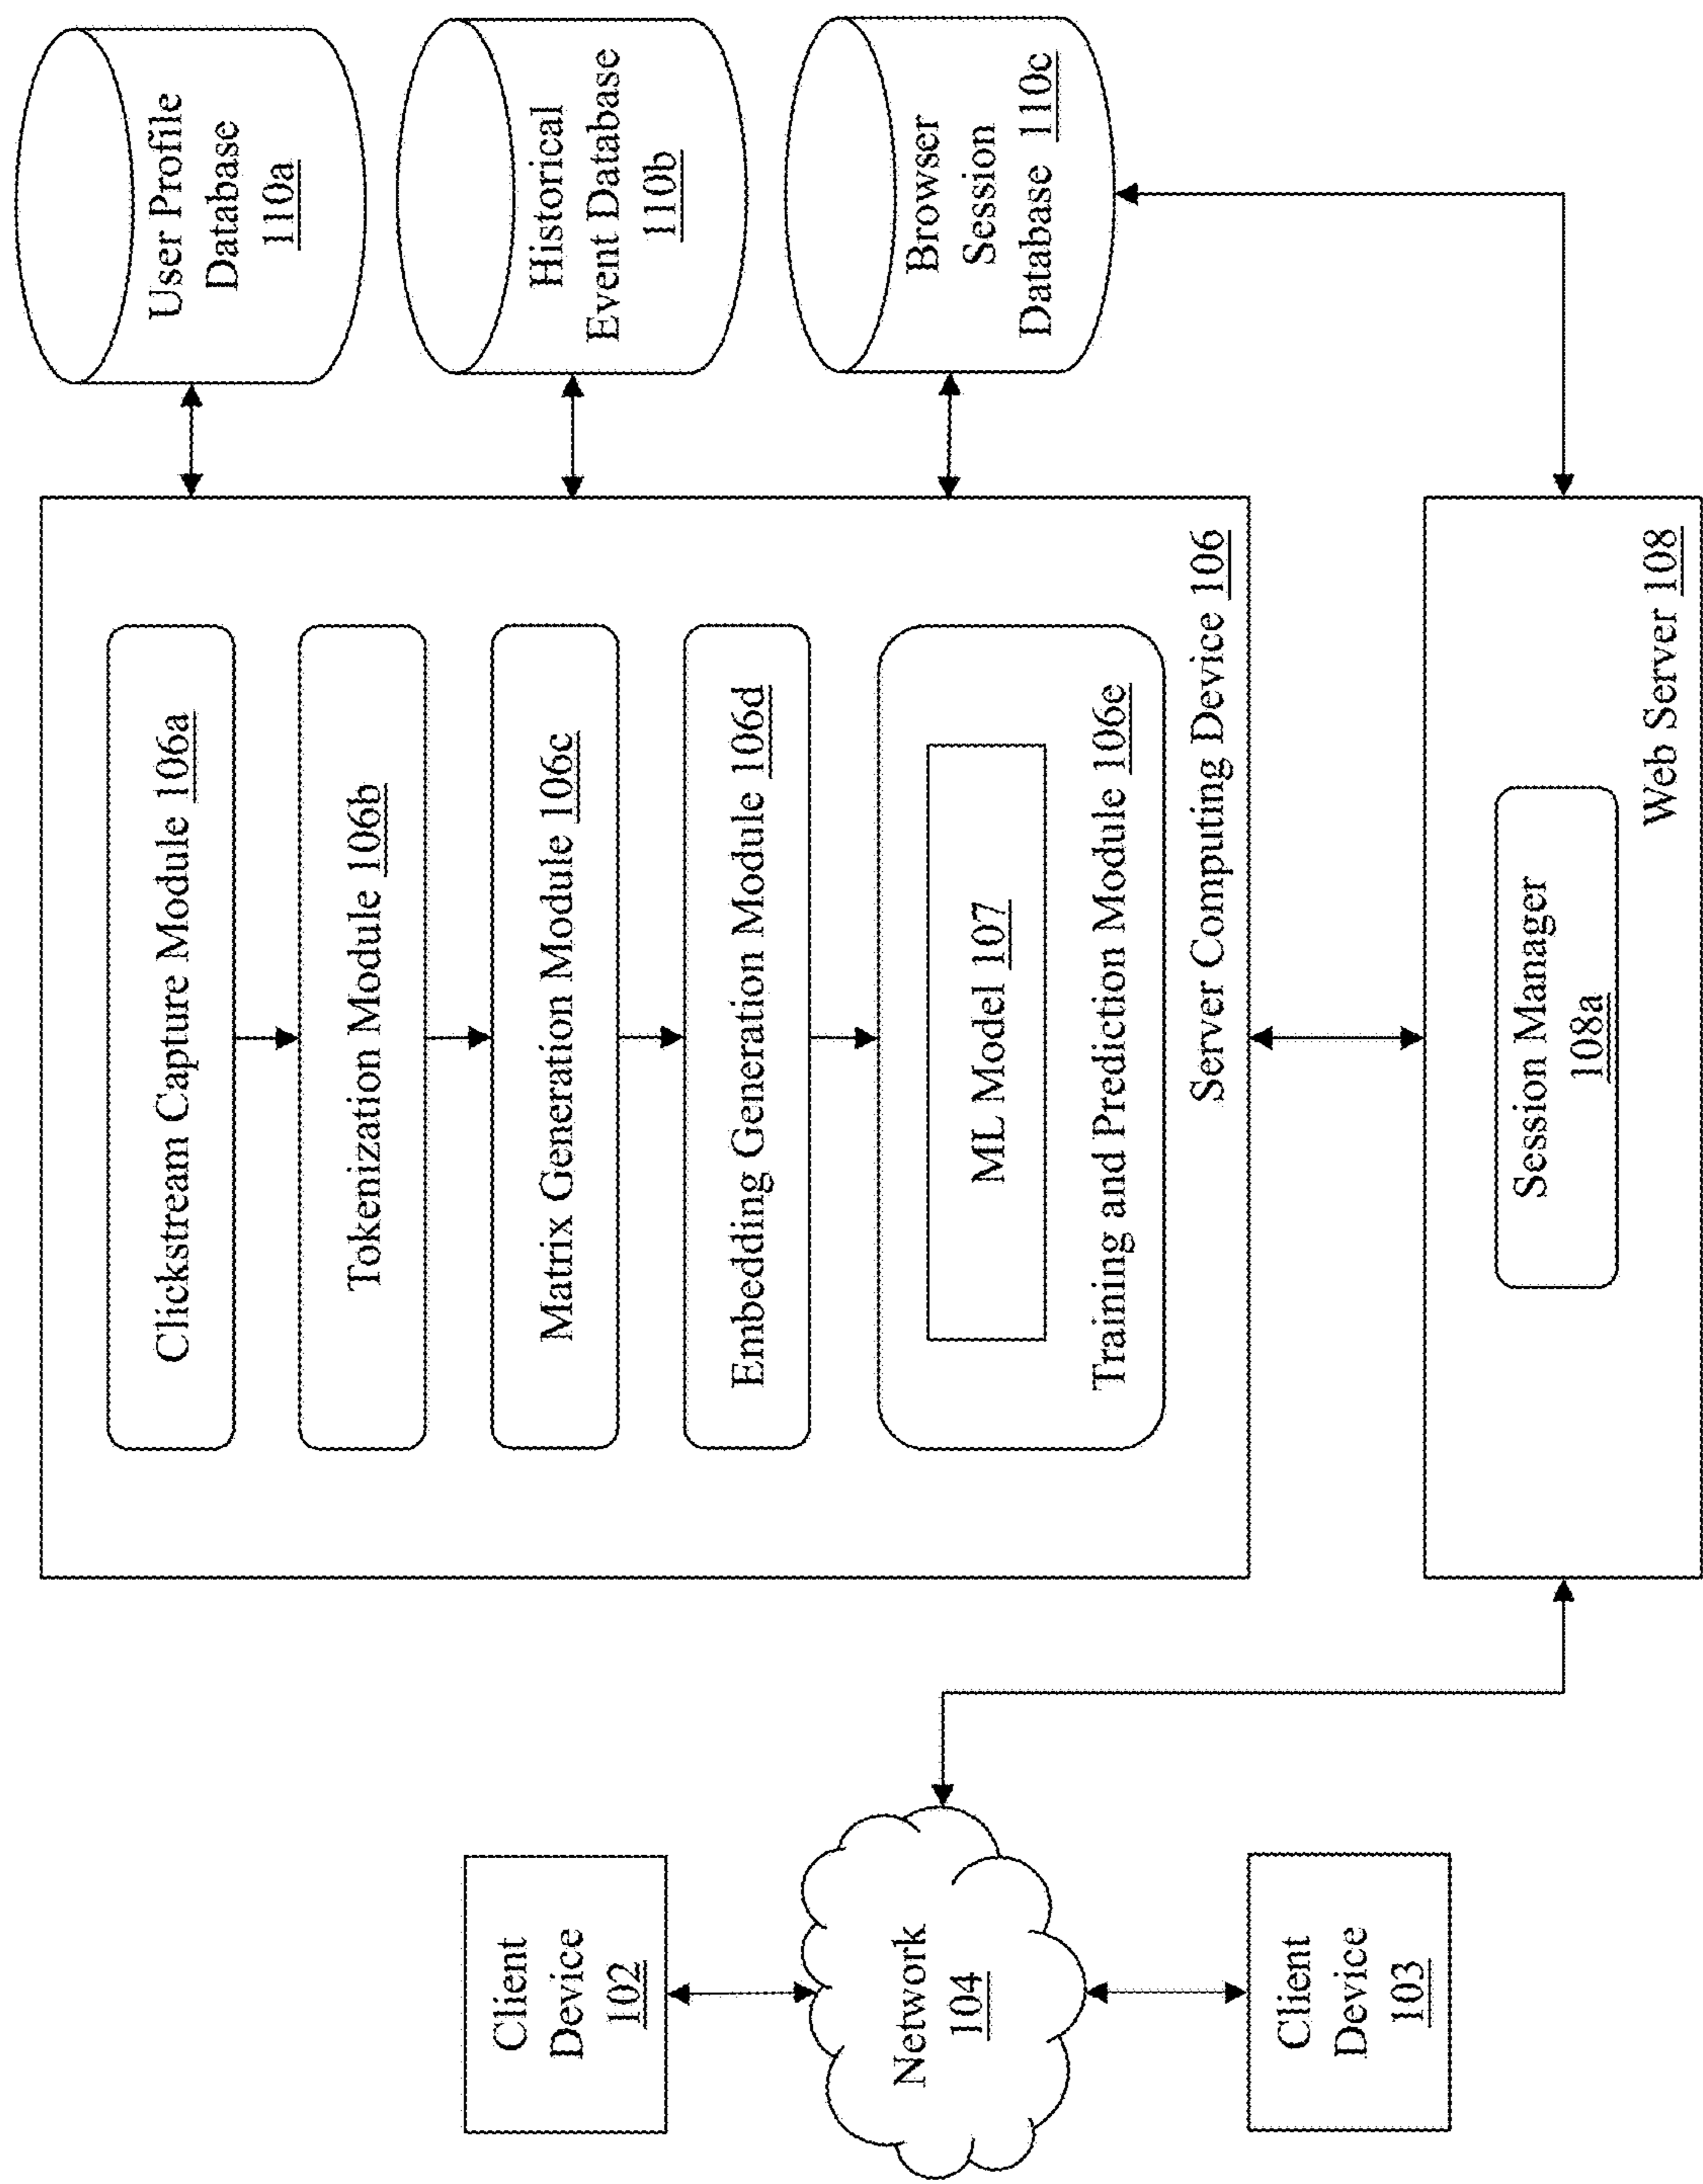 Client
Device
102
Network
104
Client
Device
103
Clickstream Capture Module 106a
Tokenization Module 106b
Matrix Generation Module 106c
Embedding Generation Module 106d
ML Model 107
Training and Prediction Module 106e
Server Computing Device 106
Session Manager
108a
Web Server 108
User Profile
Database
110a
Historical
Event Database
110b
Browser
Session
Database 110c